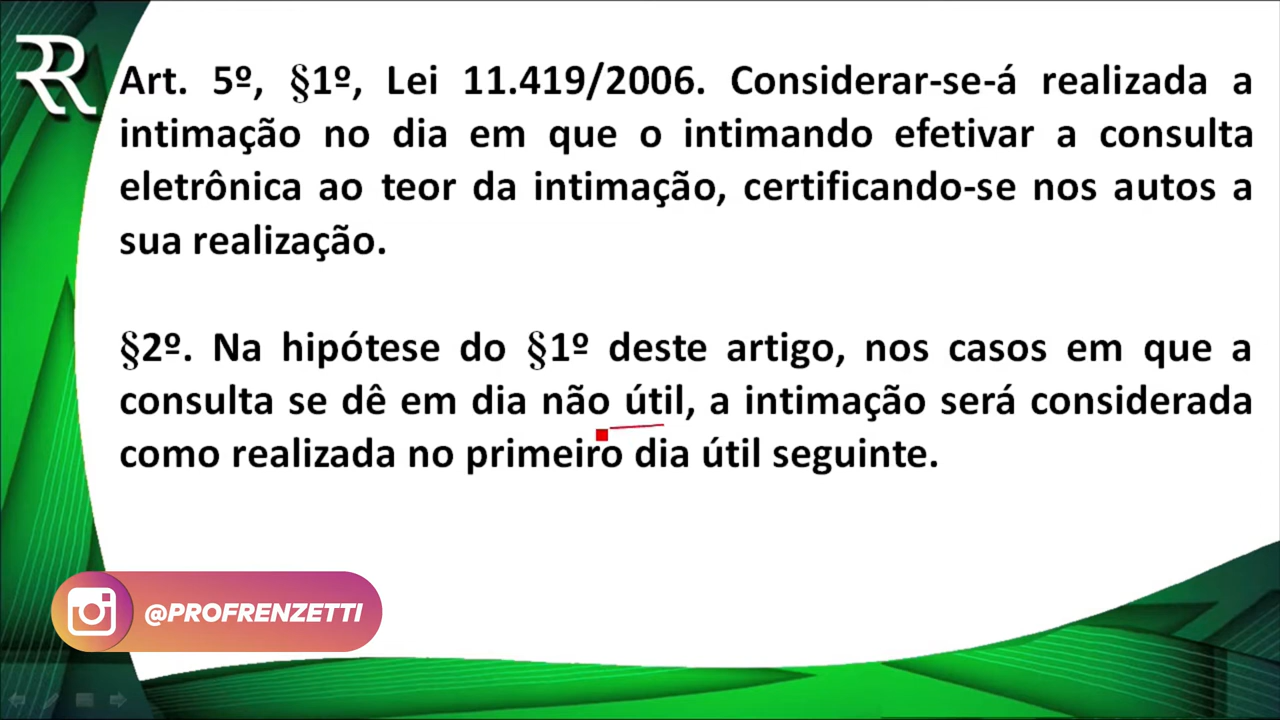 Art. 5º, §1º, Lei 11.419/2006. Considerar-se-á realizada a
intimação no dia em que o intimando efetivar a consulta
eletrônica ao teor da intimação, certificando-se nos autos a
sua realização.
§2º. Na hipótese do §1º deste artigo, nos casos em que a
consulta se dê em dia não útil, a intimação será considerada
como realizada no primeiro dia útil seguinte.
@PROFRENZETTI